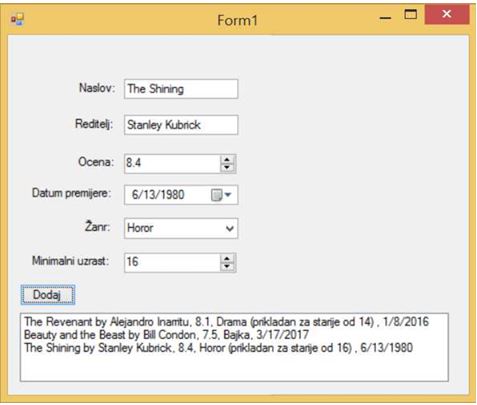 Form1
Naslov: The Shining
Reditelj: Stanley Kubrick
Ocena: 8.4
Datum premijere: 6/13/1980
Žanr: Horor
Minimalni uzrast: 16
Dodaj
The Revenant by Alejandro Inarritu, 8.1, Drama (prikladan za starije od 14) , 1/8/2016
Beauty and the Beast by Bill Condon, 7.5, Bajka, 3/17/2017
The Shining by Stanley Kubrick, 8.4, Horor (prikladan za starije od 16) , 6/13/1980